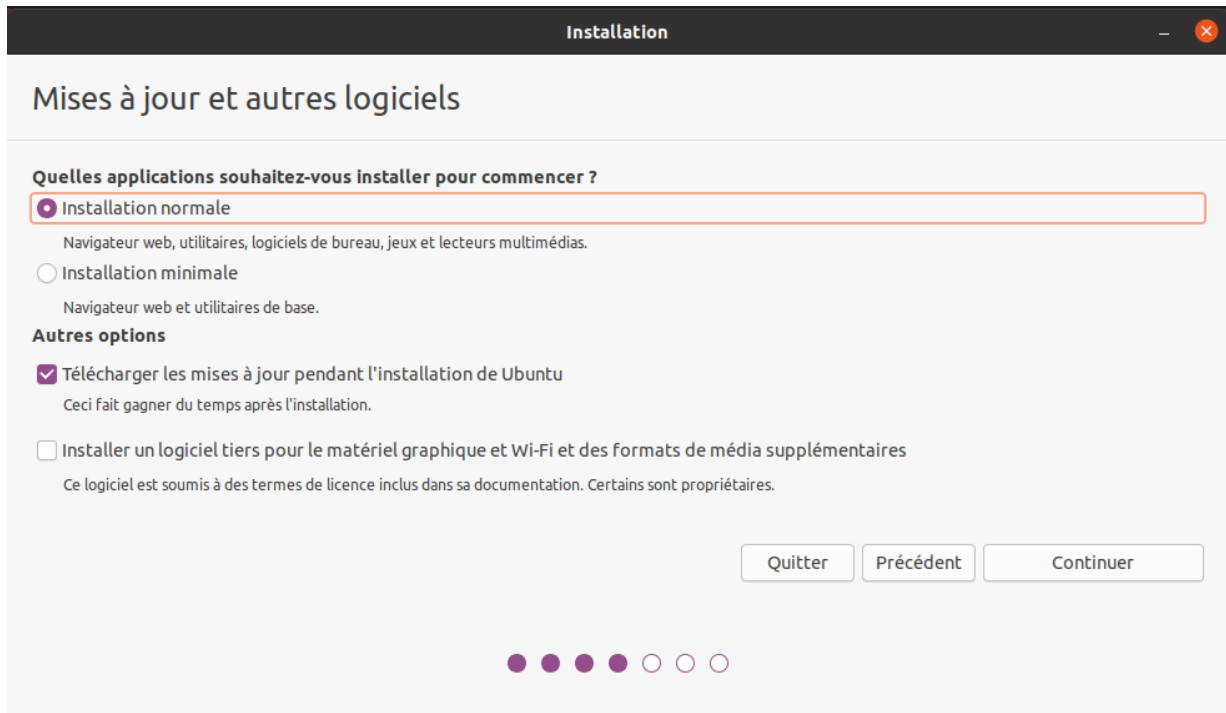 Installation
Mises à jour et autres logiciels
Quelles applications souhaitez-vous installer pour commencer ?
Installation normale
Navigateur web, utilitaires, logiciels de bureau, jeux et lecteurs multimédias.
Installation minimale
Navigateur web et utilitaires de base.
Autres options
Télécharger les mises à jour pendant l'installation de Ubuntu
Ceci fait gagner du temps après l'installation.
Installer un logiciel tiers pour le matériel graphique et Wi-Fi et des formats de média supplémentaires
Ce logiciel est soumis à des termes de licence inclus dans sa documentation. Certains sont propriétaires.
Quitter Précédent Continuer